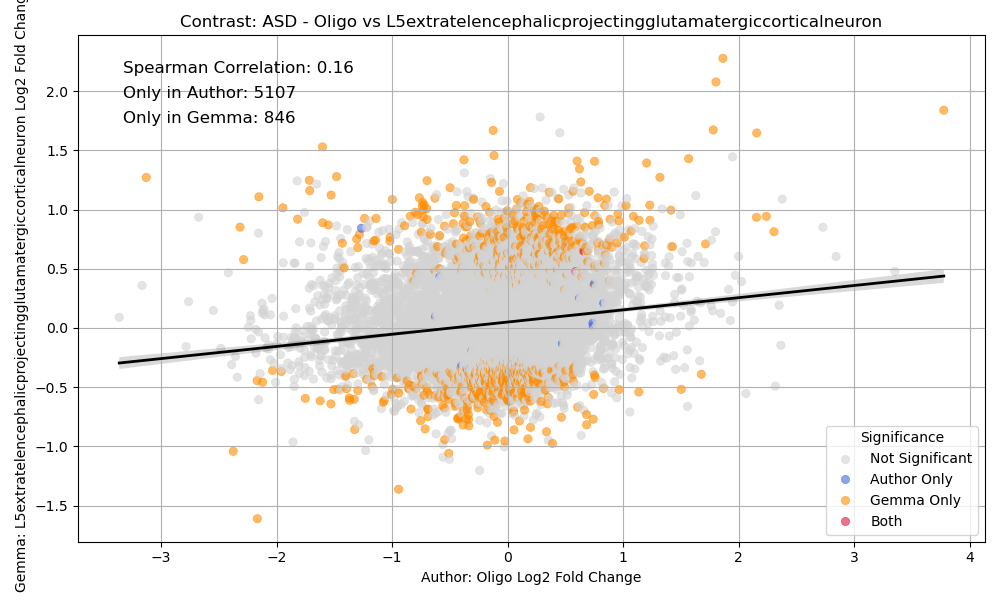 Contrast: ASD - Oligo vs L5extratelencephalicprojectingglutamatergiccorticalneuron
Gemma: L5extratelencephalicprojectingglutamatergiccorticalneuron Log2 Fold Chang
Spearman Correlation: 0.16
Only in Author: 5107
Only in Gemma: 846
2.0
1.5
1.0
0.5
0.0
−0.5
−1.0
−1.5
Significance
Not Significant
Author Only
Gemma Only
Both
−3 −2 −1 0 1 2 3 4
Author: Oligo Log2 Fold Change